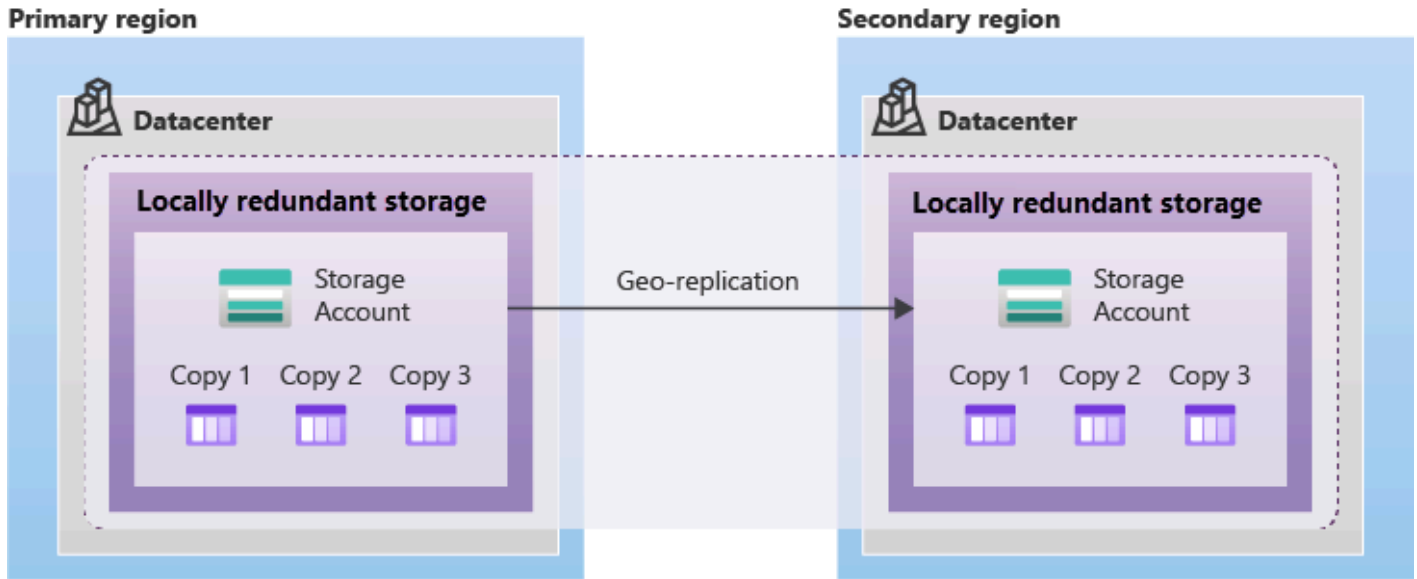 Primary region
Secondary region
Datacenter
Datacenter
Locally redundant storage
Locally redundant storage
Storage
Account
Geo-replication
Storage
Account
Copy 1 Copy 2 Copy 3
Copy 1 Copy 2 Copy 3